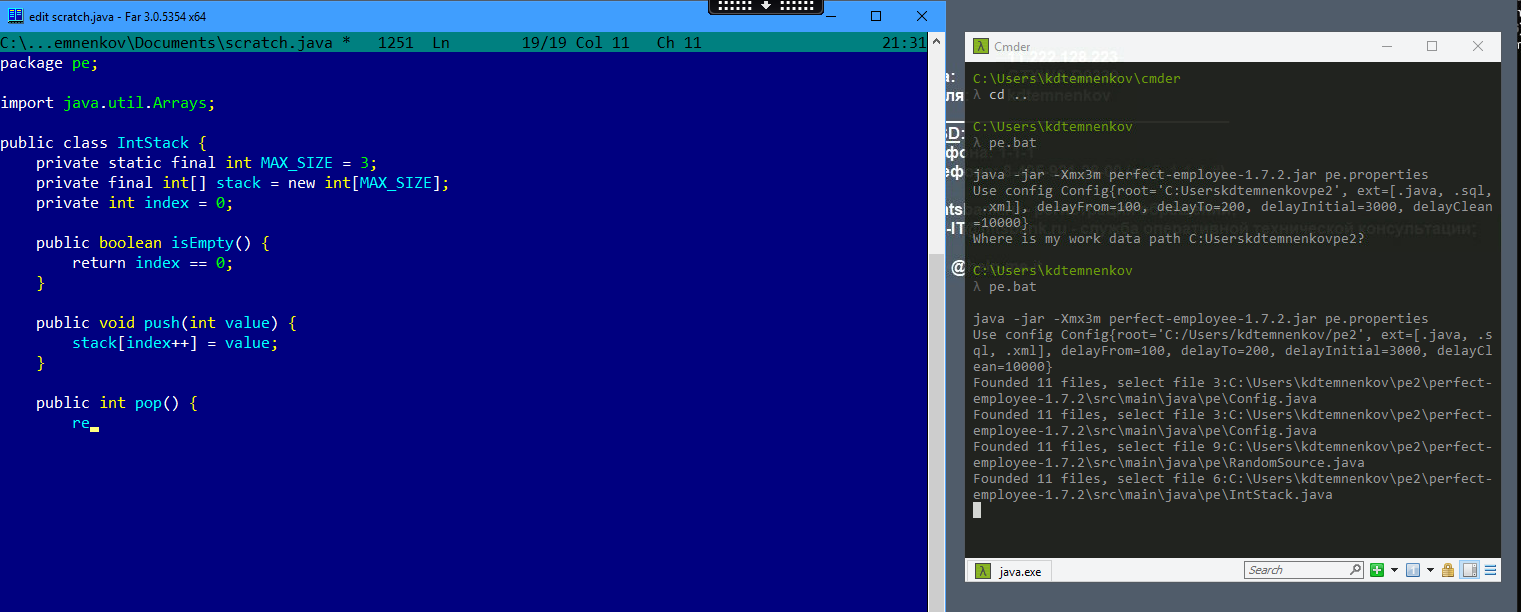 edit scratch.java - Far 3.0.5354 x64
C:\...emnenkov\Documents\scratch.java * 1251 Ln 19/19 Col 11 Ch 11 21:31
package pe;
import java.util.Arrays;
public class IntStack {
private static final int MAX_SIZE = 3;
private final int[] stack = new int[MAX_SIZE];
private int index = 0;
public boolean isEmpty() {
return index == 0;
}
public void push(int value) {
stack[index++] = value;
}
public int pop() {
re
Cmder
C:\Users\kdtemnenkov\cmder
λ cd ..
C:\Users\kdtemnenkov
λ pe.bat
java -jar -Xmx3m perfect-employee-1.7.2.jar pe.properties
Use config Config{root='C:Userskdtemnenkovpe2', ext=[.java, .sql,
.xml], delayFrom=100, delayTo=200, delayInitial=3000, delayClean
=10000}
Where is my work data path C:Userskdtemnenkovpe2?
C:\Users\kdtemnenkov
λ pe.bat
java -jar -Xmx3m perfect-employee-1.7.2.jar pe.properties
Use config Config{root='C:/Users/kdtemnenkov/pe2', ext=[.java, .s
ql, .xml], delayFrom=100, delayTo=200, delayInitial=3000, delayCl
ean=10000}
Founded 11 files, select file 3:C:\Users\kdtemnenkov\pe2\perfect-
employee-1.7.2\src\main\java\pe\Config.java
Founded 11 files, select file 3:C:\Users\kdtemnenkov\pe2\perfect-
employee-1.7.2\src\main\java\pe\Config.java
Founded 11 files, select file 9:C:\Users\kdtemnenkov\pe2\perfect-
employee-1.7.2\src\main\java\pe\RandomSource.java
Founded 11 files, select file 6:C:\Users\kdtemnenkov\pe2\perfect-
employee-1.7.2\src\main\java\pe\IntStack.java
java.exe
Search